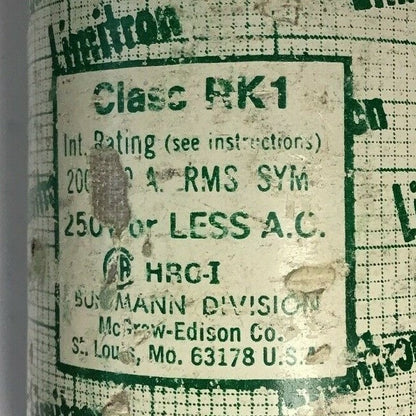 Limitron
Clasc RK1
Int. Rating (see instructions)
A. RMS SYM
250V or LESS A.C.
HRC-I
BUSSMANN DIVISION
McGraw-Edison Co.
St. Louis, Mo. 63178 U.S.A.